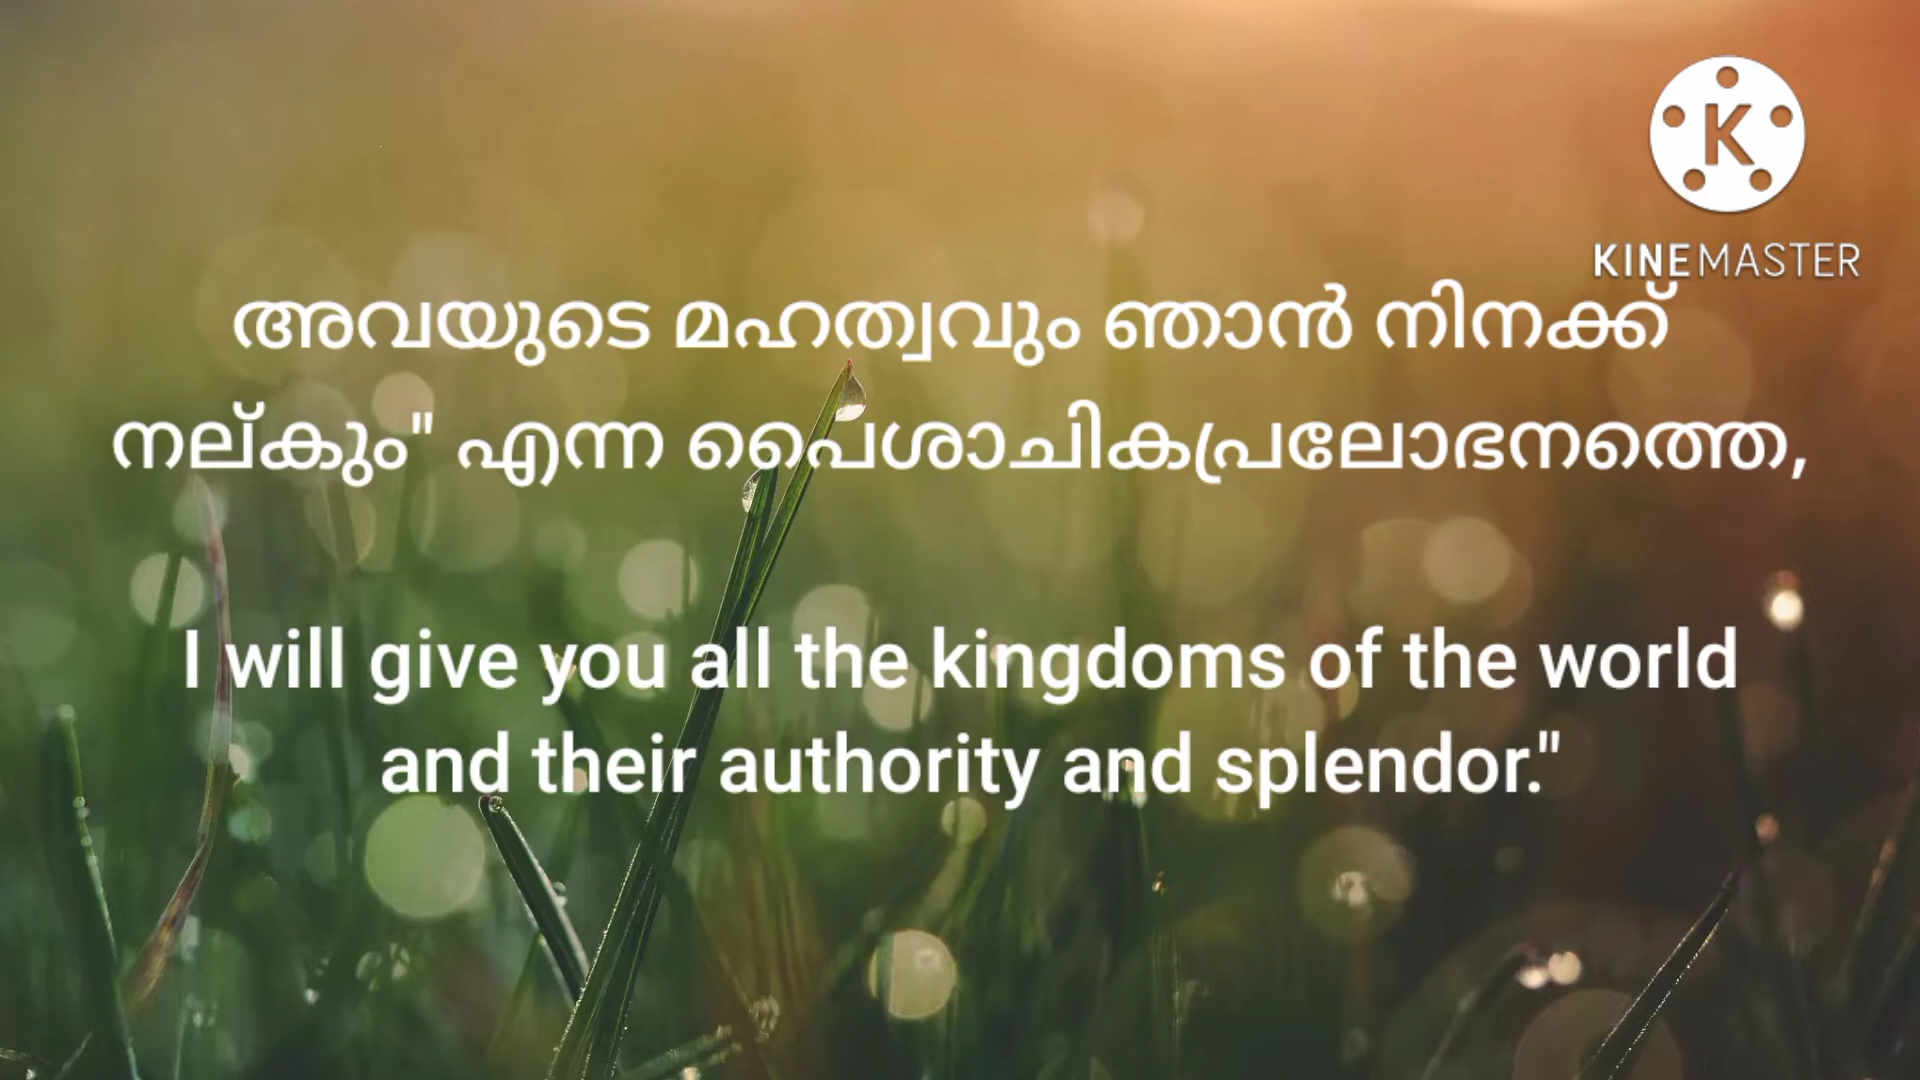 KINEMASTER
അവയുടെ മഹത്വവും ഞാൻ നിനക്ക്
നല്കും" എന്ന പൈശാചികപ്രലോഭനത്തെ,
I will give you all the kingdoms of the world
and their authority and splendor."